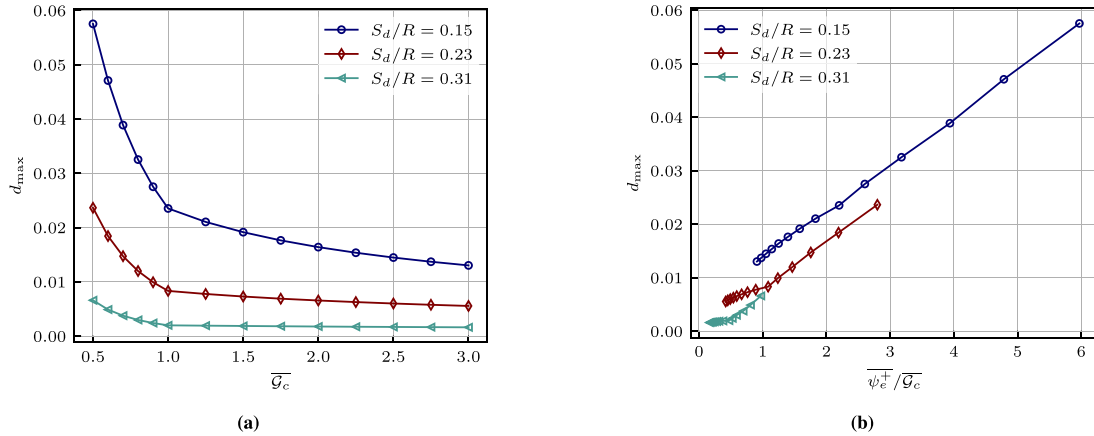 0.06
0.05
0.04
0.03
0.02
0.01
0.00
d_max
S_d/R = 0.15
S_d/R = 0.23
S_d/R = 0.31
0.5 1.0 1.5 2.0 2.5 3.0
\overline{\mathcal{G}_c}
(a)
0.06
0.05
0.04
0.03
0.02
0.01
0.00
d_max
S_d/R = 0.15
S_d/R = 0.23
S_d/R = 0.31
0 1 2 3 4 5 6
\overline{\psi_e^+}/\overline{\mathcal{G}_c}
(b)